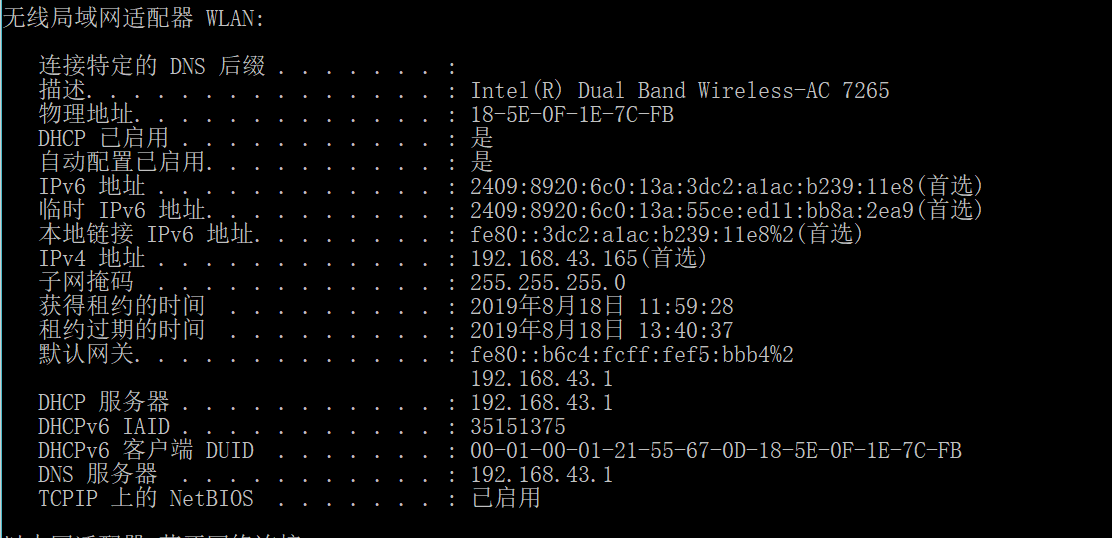 无线局域网适配器 WLAN:
连接特定的 DNS 后缀 . . . . . . . :
描述. . . . . . . . . . . . . . . : Intel(R) Dual Band Wireless-AC 7265
物理地址. . . . . . . . . . . . . : 18-5E-0F-1E-7C-FB
DHCP 已启用 . . . . . . . . . . . : 是
自动配置已启用. . . . . . . . . . : 是
IPv6 地址 . . . . . . . . . . . . : 2409:8920:6c0:13a:3dc2:a1ac:b239:11e8(首选)
临时 IPv6 地址. . . . . . . . . . : 2409:8920:6c0:13a:55ce:ed11:bb8a:2ea9(首选)
本地链接 IPv6 地址. . . . . . . . : fe80::3dc2:a1ac:b239:11e8%2(首选)
IPv4 地址 . . . . . . . . . . . . : 192.168.43.165(首选)
子网掩码  . . . . . . . . . . . . : 255.255.255.0
获得租约的时间  . . . . . . . . . : 2019年8月18日 11:59:28
租约过期的时间  . . . . . . . . . : 2019年8月18日 13:40:37
默认网关. . . . . . . . . . . . . : fe80::b6c4:fcff:fef5:bbb4%2
192.168.43.1
DHCP 服务器 . . . . . . . . . . . : 192.168.43.1
DHCPv6 IAID . . . . . . . . . . . : 35151375
DHCPv6 客户端 DUID  . . . . . . . : 00-01-00-01-21-55-67-0D-18-5E-0F-1E-7C-FB
DNS 服务器  . . . . . . . . . . . : 192.168.43.1
TCPIP 上的 NetBIOS  . . . . . . . : 已启用